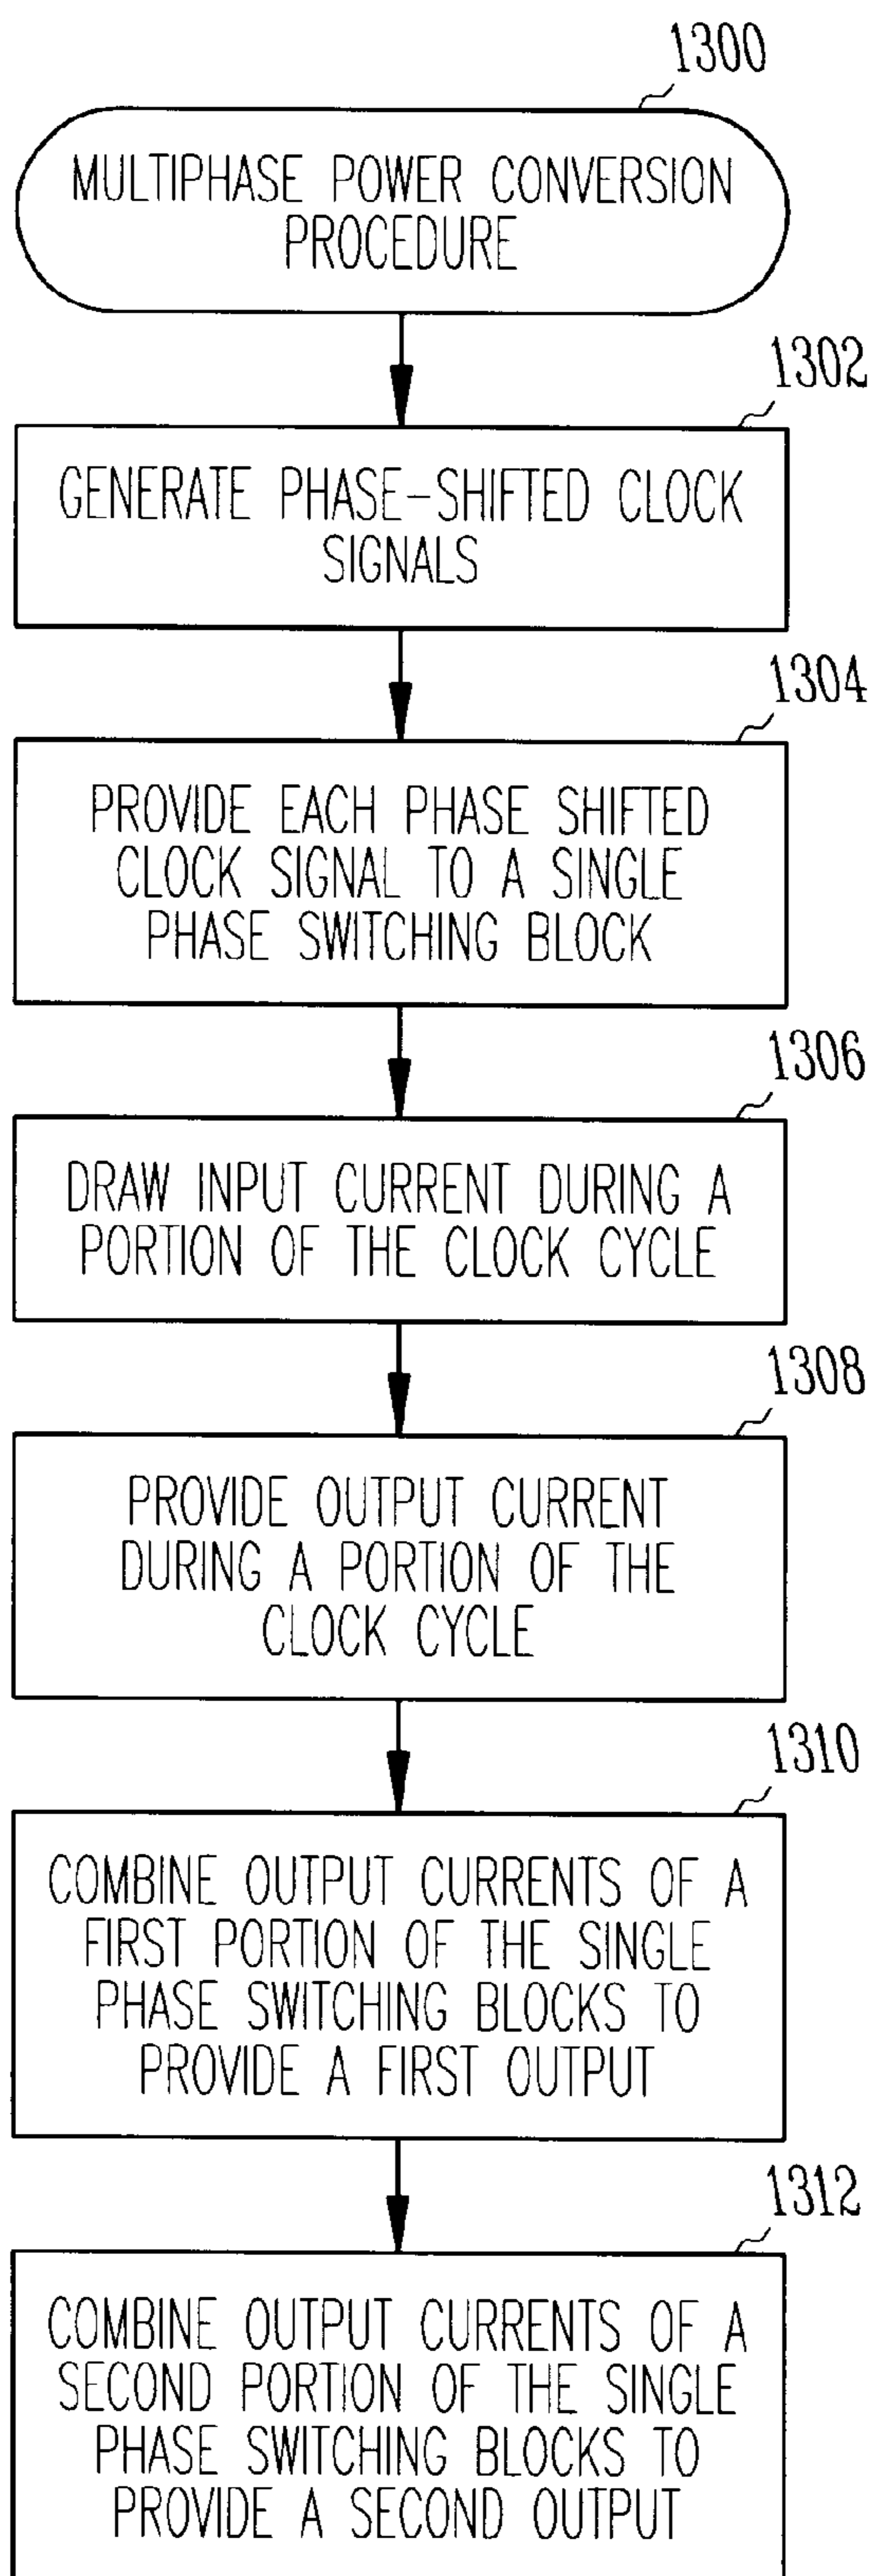 1300
MULTIPHASE POWER CONVERSION
PROCEDURE
1302
GENERATE PHASE-SHIFTED CLOCK
SIGNALS
1304
PROVIDE EACH PHASE SHIFTED
CLOCK SIGNAL TO A SINGLE
PHASE SWITCHING BLOCK
1306
DRAW INPUT CURRENT DURING A
PORTION OF THE CLOCK CYCLE
1308
PROVIDE OUTPUT CURRENT
DURING A PORTION OF THE
CLOCK CYCLE
1310
COMBINE OUTPUT CURRENTS OF A
FIRST PORTION OF THE SINGLE
PHASE SWITCHING BLOCKS TO
PROVIDE A FIRST OUTPUT
1312
COMBINE OUTPUT CURRENTS OF A
SECOND PORTION OF THE SINGLE
PHASE SWITCHING BLOCKS TO
PROVIDE A SECOND OUTPUT